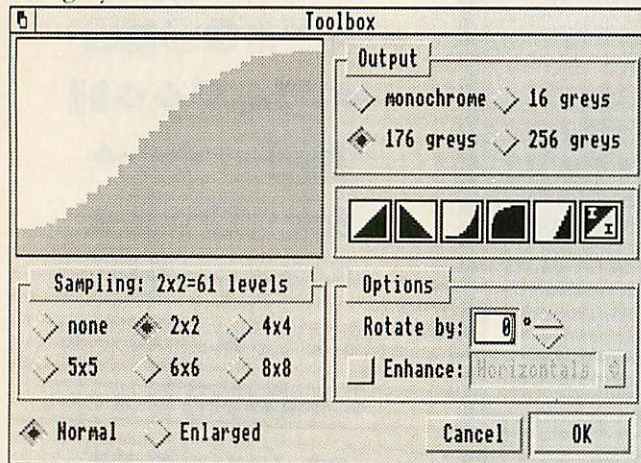 Toolbox
Output
monochrome 16 greys
176 greys 256 greys
I
I
Sampling: 2x2=61 levels
none 2x2 4x4
5x5 6x6 8x8
Options
Rotate by: 0 °
Enhance: Horizontals
Normal Enlarged
Cancel OK